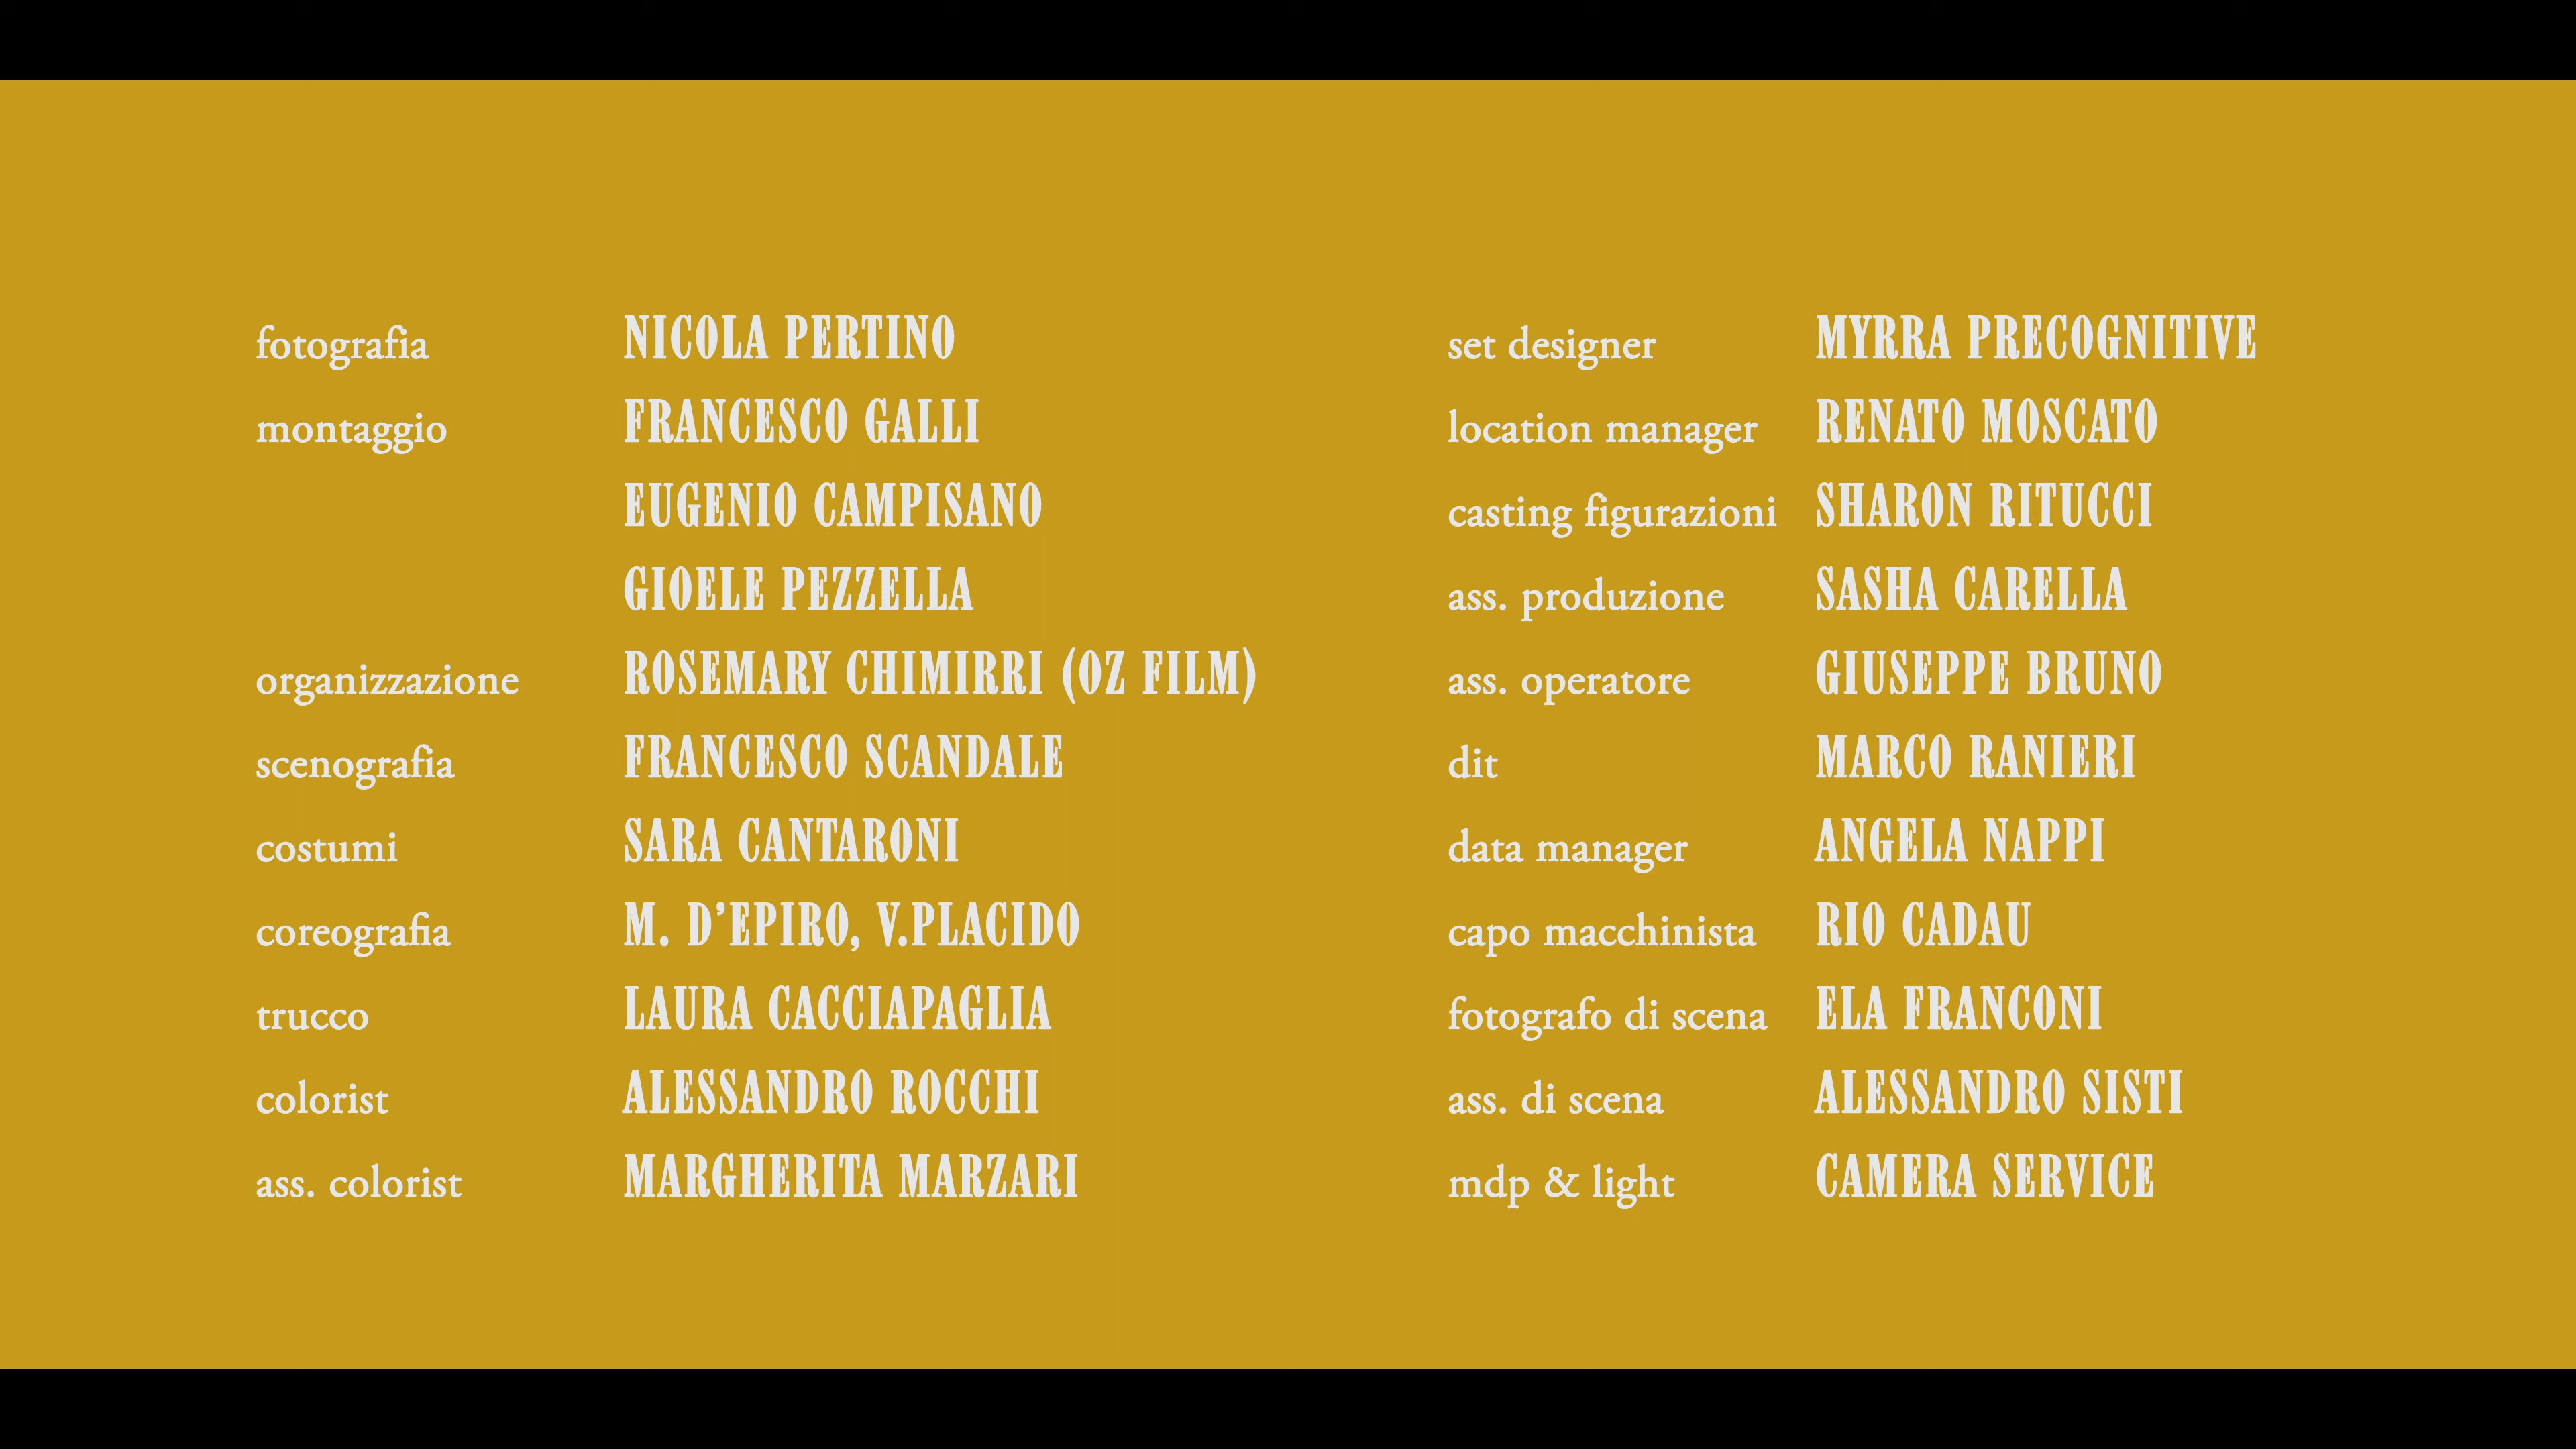 fotografia NICOLA PERTINO
montaggio FRANCESCO GALLI
EUGENIO CAMPISANO
GIOELE PEZZELLA
organizzazione ROSEMARY CHIMIRRI (OZ FILM)
scenografia FRANCESCO SCANDALE
costumi SARA CANTARONI
coreografia M. D’EPIRO, V.PLACIDO
trucco LAURA CACCIAPAGLIA
colorist ALESSANDRO ROCCHI
ass. colorist MARGHERITA MARZARI
set designer MYRRA PRECOGNITIVE
location manager RENATO MOSCATO
casting figurazioni SHARON RITUCCI
ass. produzione SASHA CARELLA
ass. operatore GIUSEPPE BRUNO
dit MARCO RANIERI
data manager ANGELA NAPPI
capo macchinista RIO CADAU
fotografo di scena ELA FRANCONI
ass. di scena ALESSANDRO SISTI
mdp & light CAMERA SERVICE